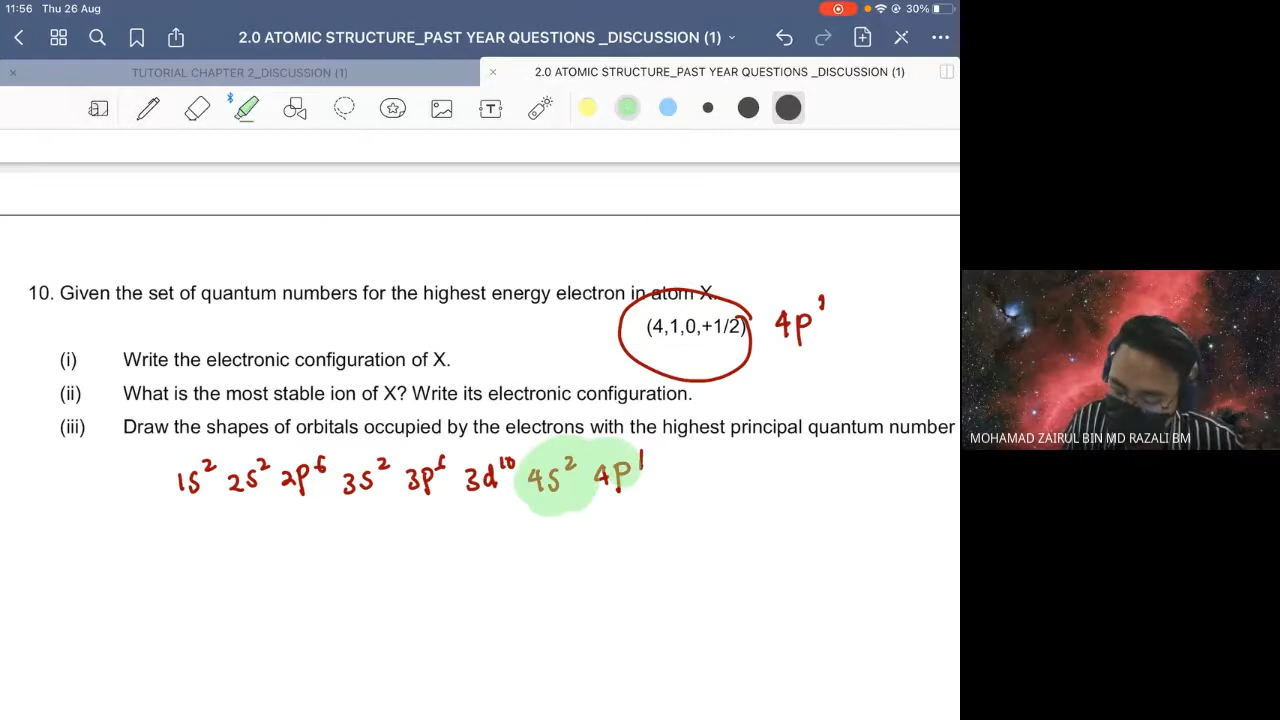 11:56 Thu 26 Aug
30%
2.0 ATOMIC STRUCTURE_PAST YEAR QUESTIONS _DISCUSSION (1)
TUTORIAL CHAPTER 2_DISCUSSION (1)
2.0 ATOMIC STRUCTURE_PAST YEAR QUESTIONS _DISCUSSION (1)
T
10. Given the set of quantum numbers for the highest energy electron in atom X.
(4,1,0,+1/2) 4p¹
(i) Write the electronic configuration of X.
(ii) What is the most stable ion of X? Write its electronic configuration.
(iii) Draw the shapes of orbitals occupied by the electrons with the highest principal quantum number
1s² 2s² 2p⁶ 3s² 3p⁶ 3d¹⁰ 4s² 4p¹
MOHAMAD ZAIRUL BIN MD RAZALI BM